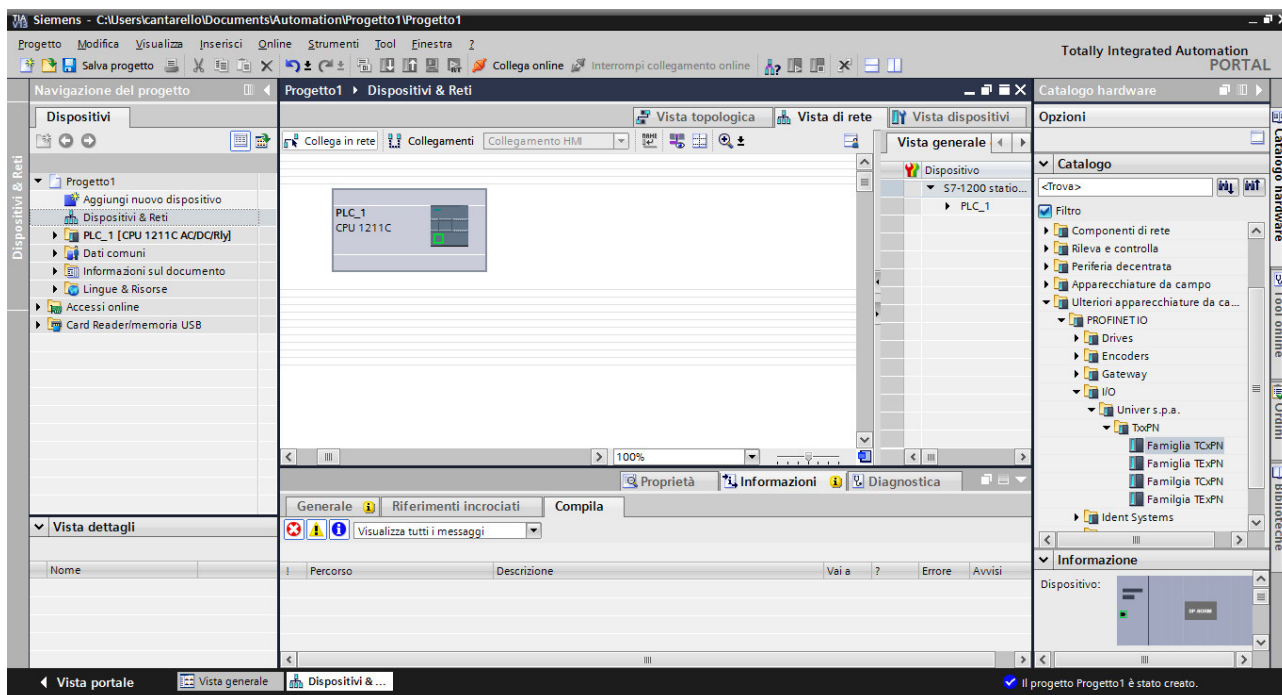 Siemens - C:\Users\cantarello\Documents\Automation\Progetto1\Progetto1
Progetto Modifica Visualizza Inserisci Online Strumenti Tool Finestra ?
Totally Integrated Automation
PORTAL
Salva progetto
Collega online
Interrompi collegamento online
Navigazione del progetto
Dispositivi
Dispositivi & Reti
Progetto1
Aggiungi nuovo dispositivo
Dispositivi & Reti
PLC_1 [CPU 1211C AC/DC/Rly]
Dati comuni
Informazioni sul documento
Lingue & Risorse
Accessi online
Card Reader/memoria USB
Vista dettagli
Nome
Progetto1 Dispositivi & Reti
Vista topologica
Vista di rete
Vista dispositivi
Collega in rete
Collegamenti
Collegamento HMI
Vista generale
Dispositivo
S7-1200 statio...
PLC_1
PLC_1
CPU 1211C
100%
Proprietà
Informazioni
Diagnostica
Generale
Riferimenti incrociati
Compila
Visualizza tutti i messaggi
! Percorso Descrizione Vai a ? Errore Avvisi
Catalogo hardware
Opzioni
Catalogo
<Trova>
Filtro
Componenti di rete
Rileva e controlla
Periferia decentrata
Apparecchiature da campo
Ulteriori apparecchiature da ca...
PROFINET IO
Drives
Encoders
Gateway
I/O
Univer s.p.a.
TxxPN
Famiglia TCxPN
Famiglia TExPN
Familgia TCxPN
Familgia TExPN
Ident Systems
Informazione
Dispositivo:
DP-NORM
Catalogo hardware
Tool online
Ordini
Biblioteche
Vista portale
Vista generale
Dispositivi & ...
Il progetto Progetto1 è stato creato.